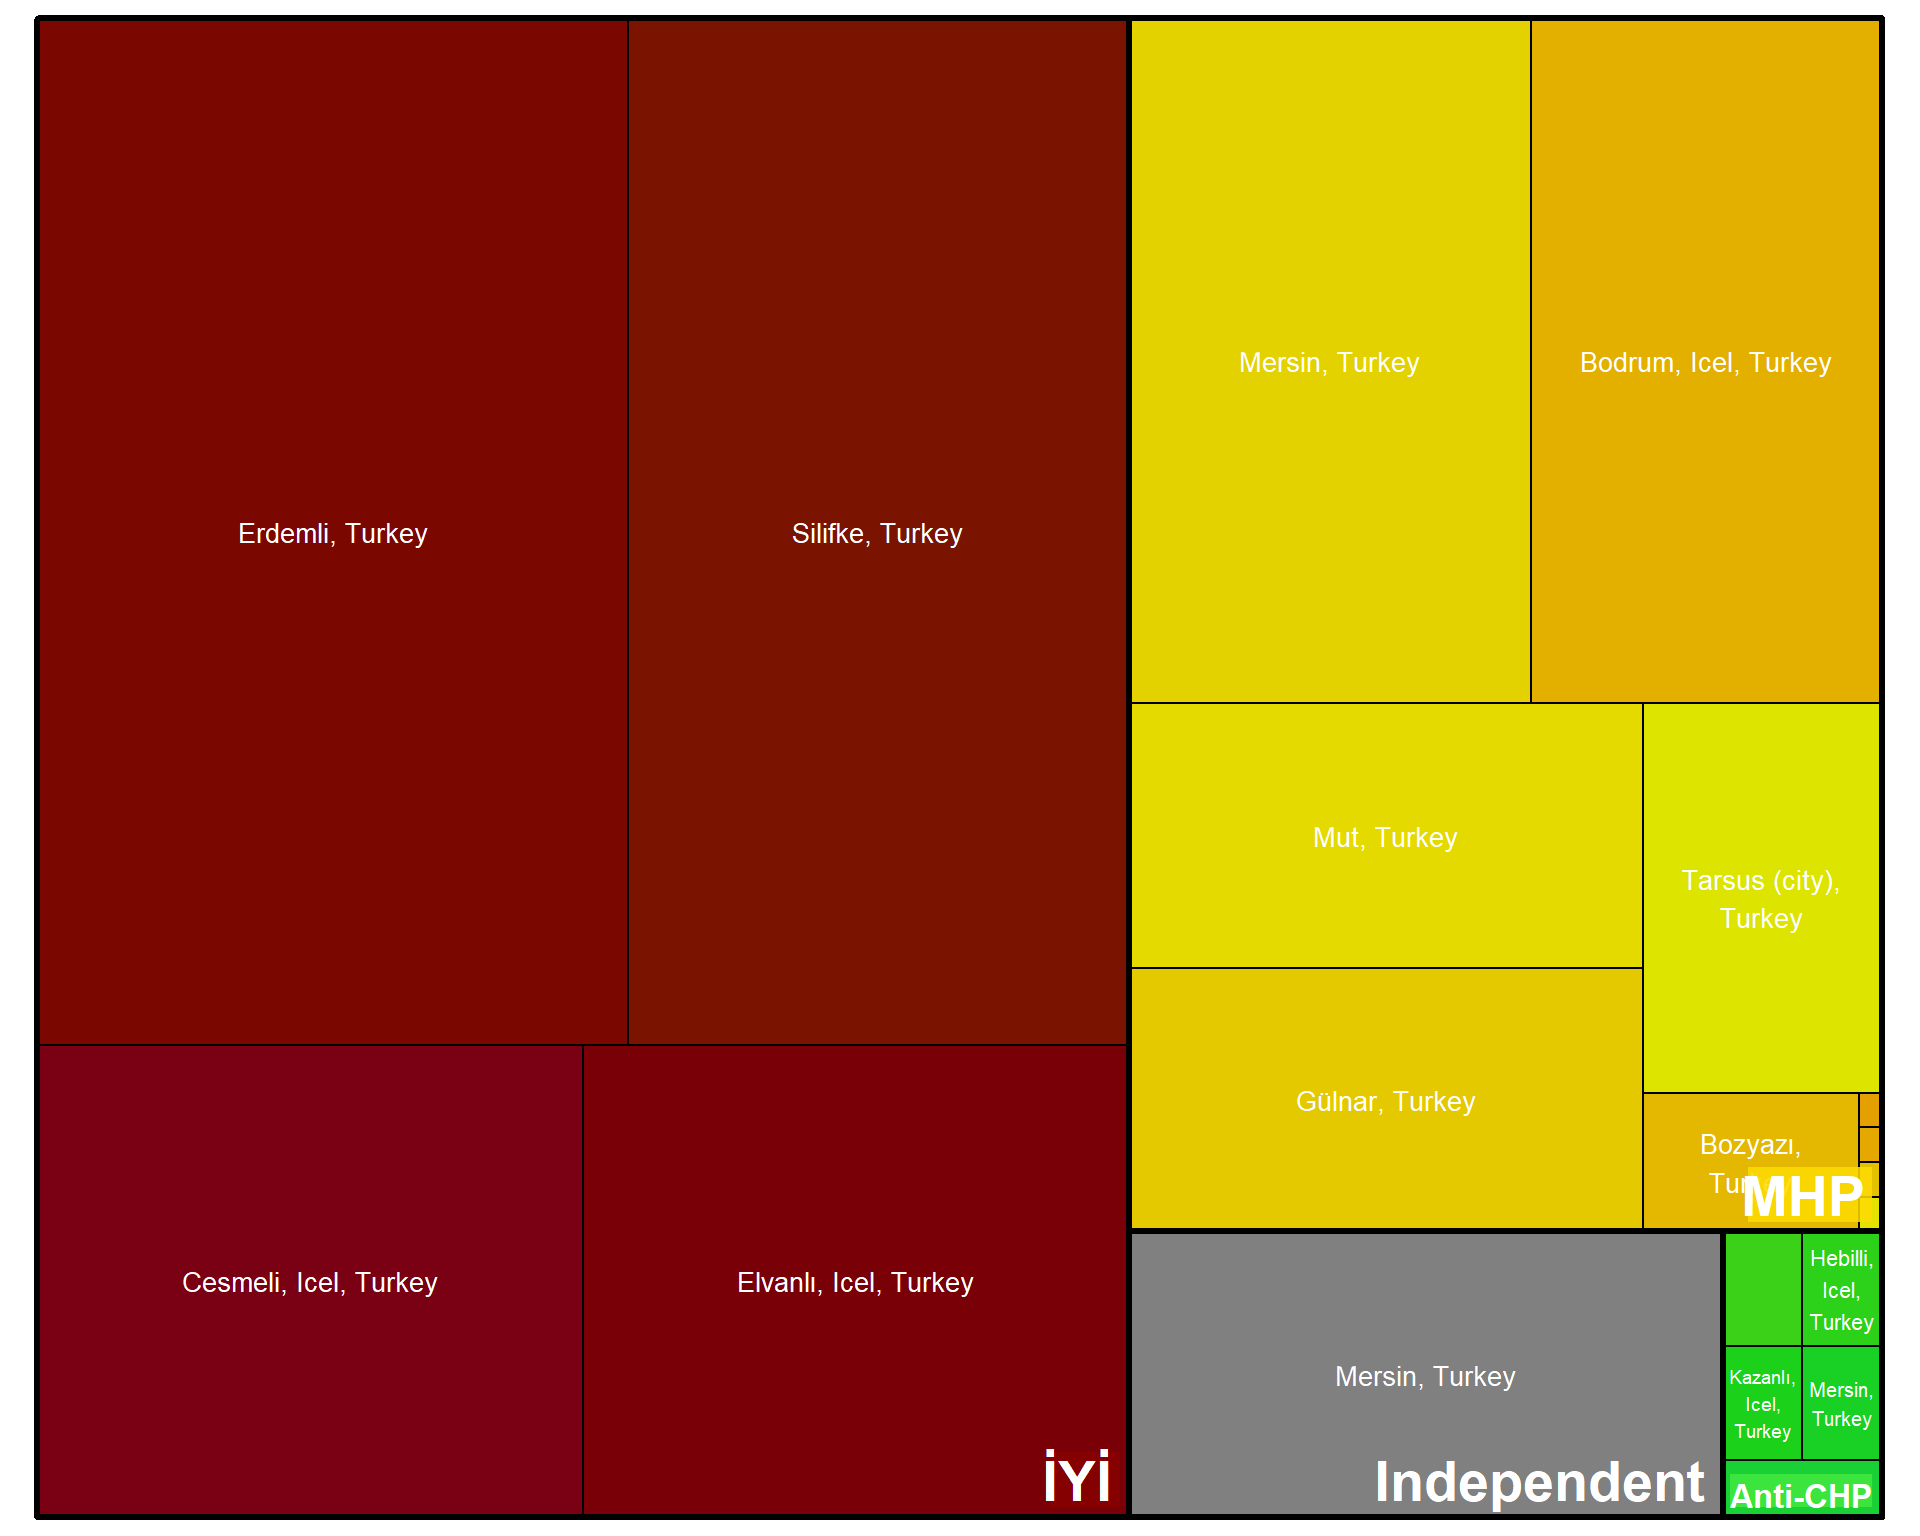 Erdemli, Turkey
Silifke, Turkey
Cesmeli, Icel, Turkey
Elvanlı, Icel, Turkey
İYİ
Mersin, Turkey
Bodrum, Icel, Turkey
Mut, Turkey
Tarsus (city),
Turkey
Gülnar, Turkey
Bozyazı,
Turkey
MHP
Mersin, Turkey
Independent
Hebilli,
Icel,
Turkey
Kazanlı,
Icel,
Turkey
Mersin,
Turkey
Anti-CHP